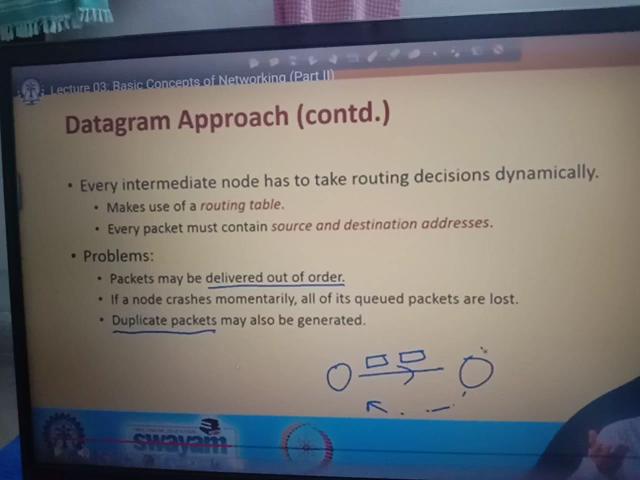 Lecture 03. Basic Concepts of Networking (Part II)
Datagram Approach (contd.)
• Every intermediate node has to take routing decisions dynamically.
• Makes use of a routing table.
• Every packet must contain source and destination addresses.
• Problems:
• Packets may be delivered out of order.
• If a node crashes momentarily, all of its queued packets are lost.
• Duplicate packets may also be generated.
swayam